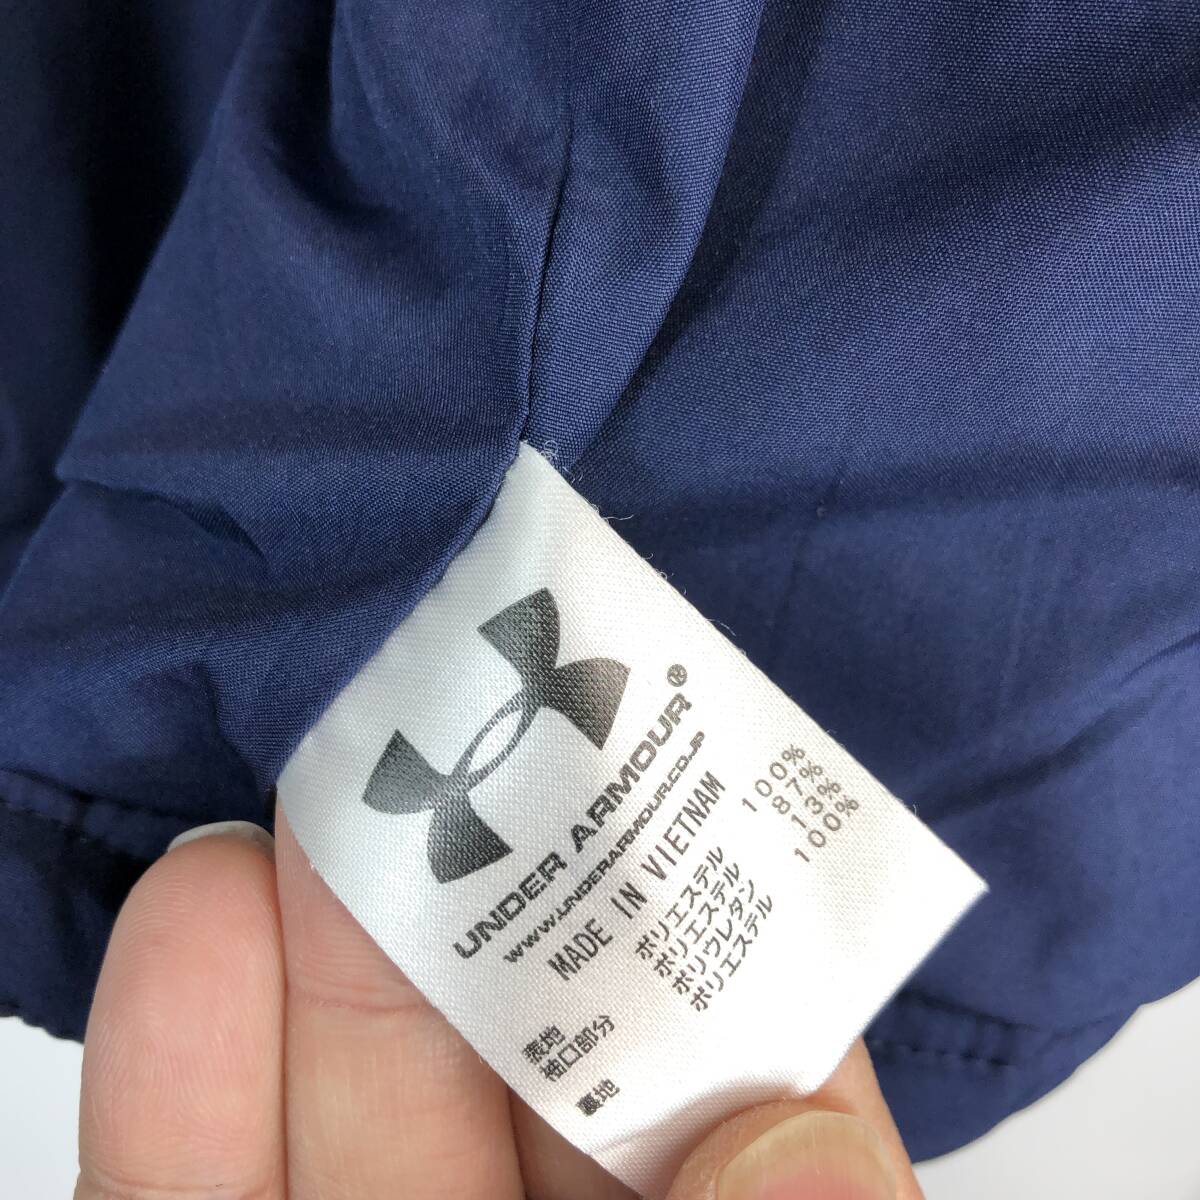 UNDER ARMOUR®
WWW.UNDERARMOUR.CO.JP
MADE IN VIETNAM
表地 ポリエステル 100%
袖口部分 ポリエステル 87%
ポリウレタン 13%
裏地 ポリエステル 100%